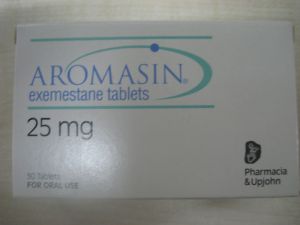 AROMASIN®
exemestane tablets
25 mg
30 Tablets
FOR ORAL USE
Pharmacia
&Upjohn